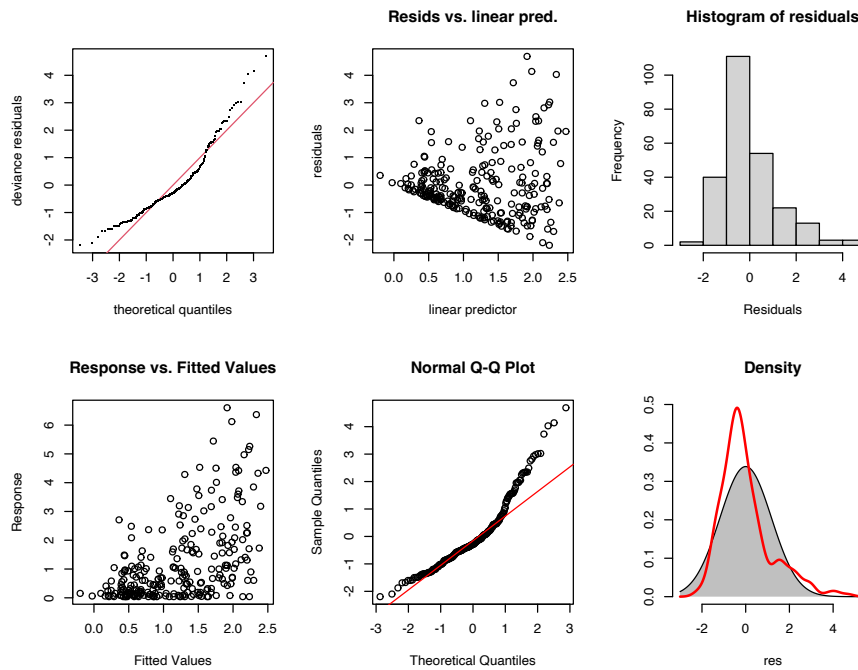 Resids vs. linear pred.
Histogram of residuals
deviance residuals
-2 -1 0 1 2 3 4
-3 -2 -1 0 1 2 3
theoretical quantiles
residuals
-2 -1 0 1 2 3 4
0.0 0.5 1.0 1.5 2.0 2.5
linear predictor
Frequency
0 20 40 60 80 100
-2 0 2 4
Residuals
Response vs. Fitted Values
Normal Q-Q Plot
Density
Response
0 1 2 3 4 5 6
0.0 0.5 1.0 1.5 2.0 2.5
Fitted Values
Sample Quantiles
-2 -1 0 1 2 3 4
-3 -2 -1 0 1 2 3
Theoretical Quantiles
0.0 0.1 0.2 0.3 0.4 0.5
-2 0 2 4
res